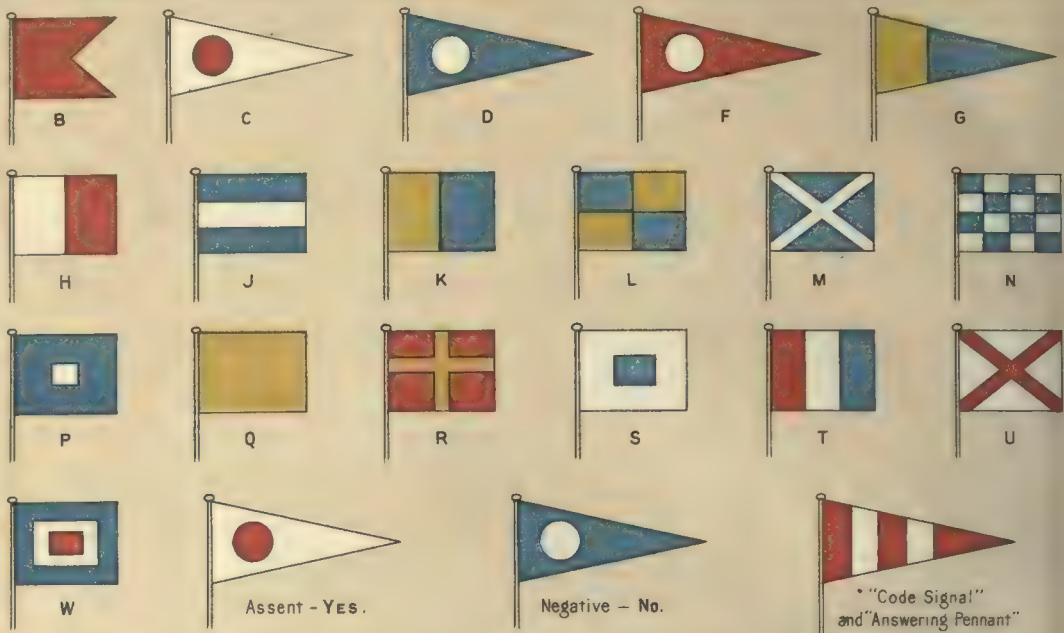 B C D F G
H J K L M N
P Q R S T U
W Assent – YES. Negative – No. "Code Signal"
and "Answering Pennant"